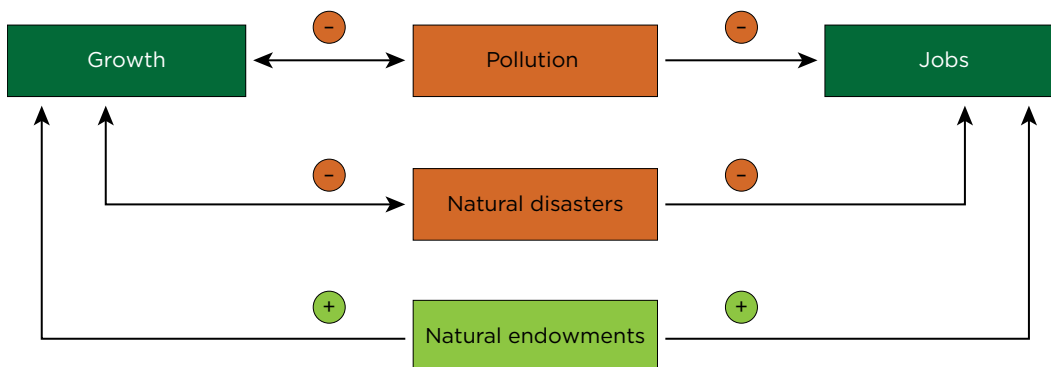 −
−
Growth
Pollution
Jobs
−
−
Natural disasters
+
+
Natural endowments